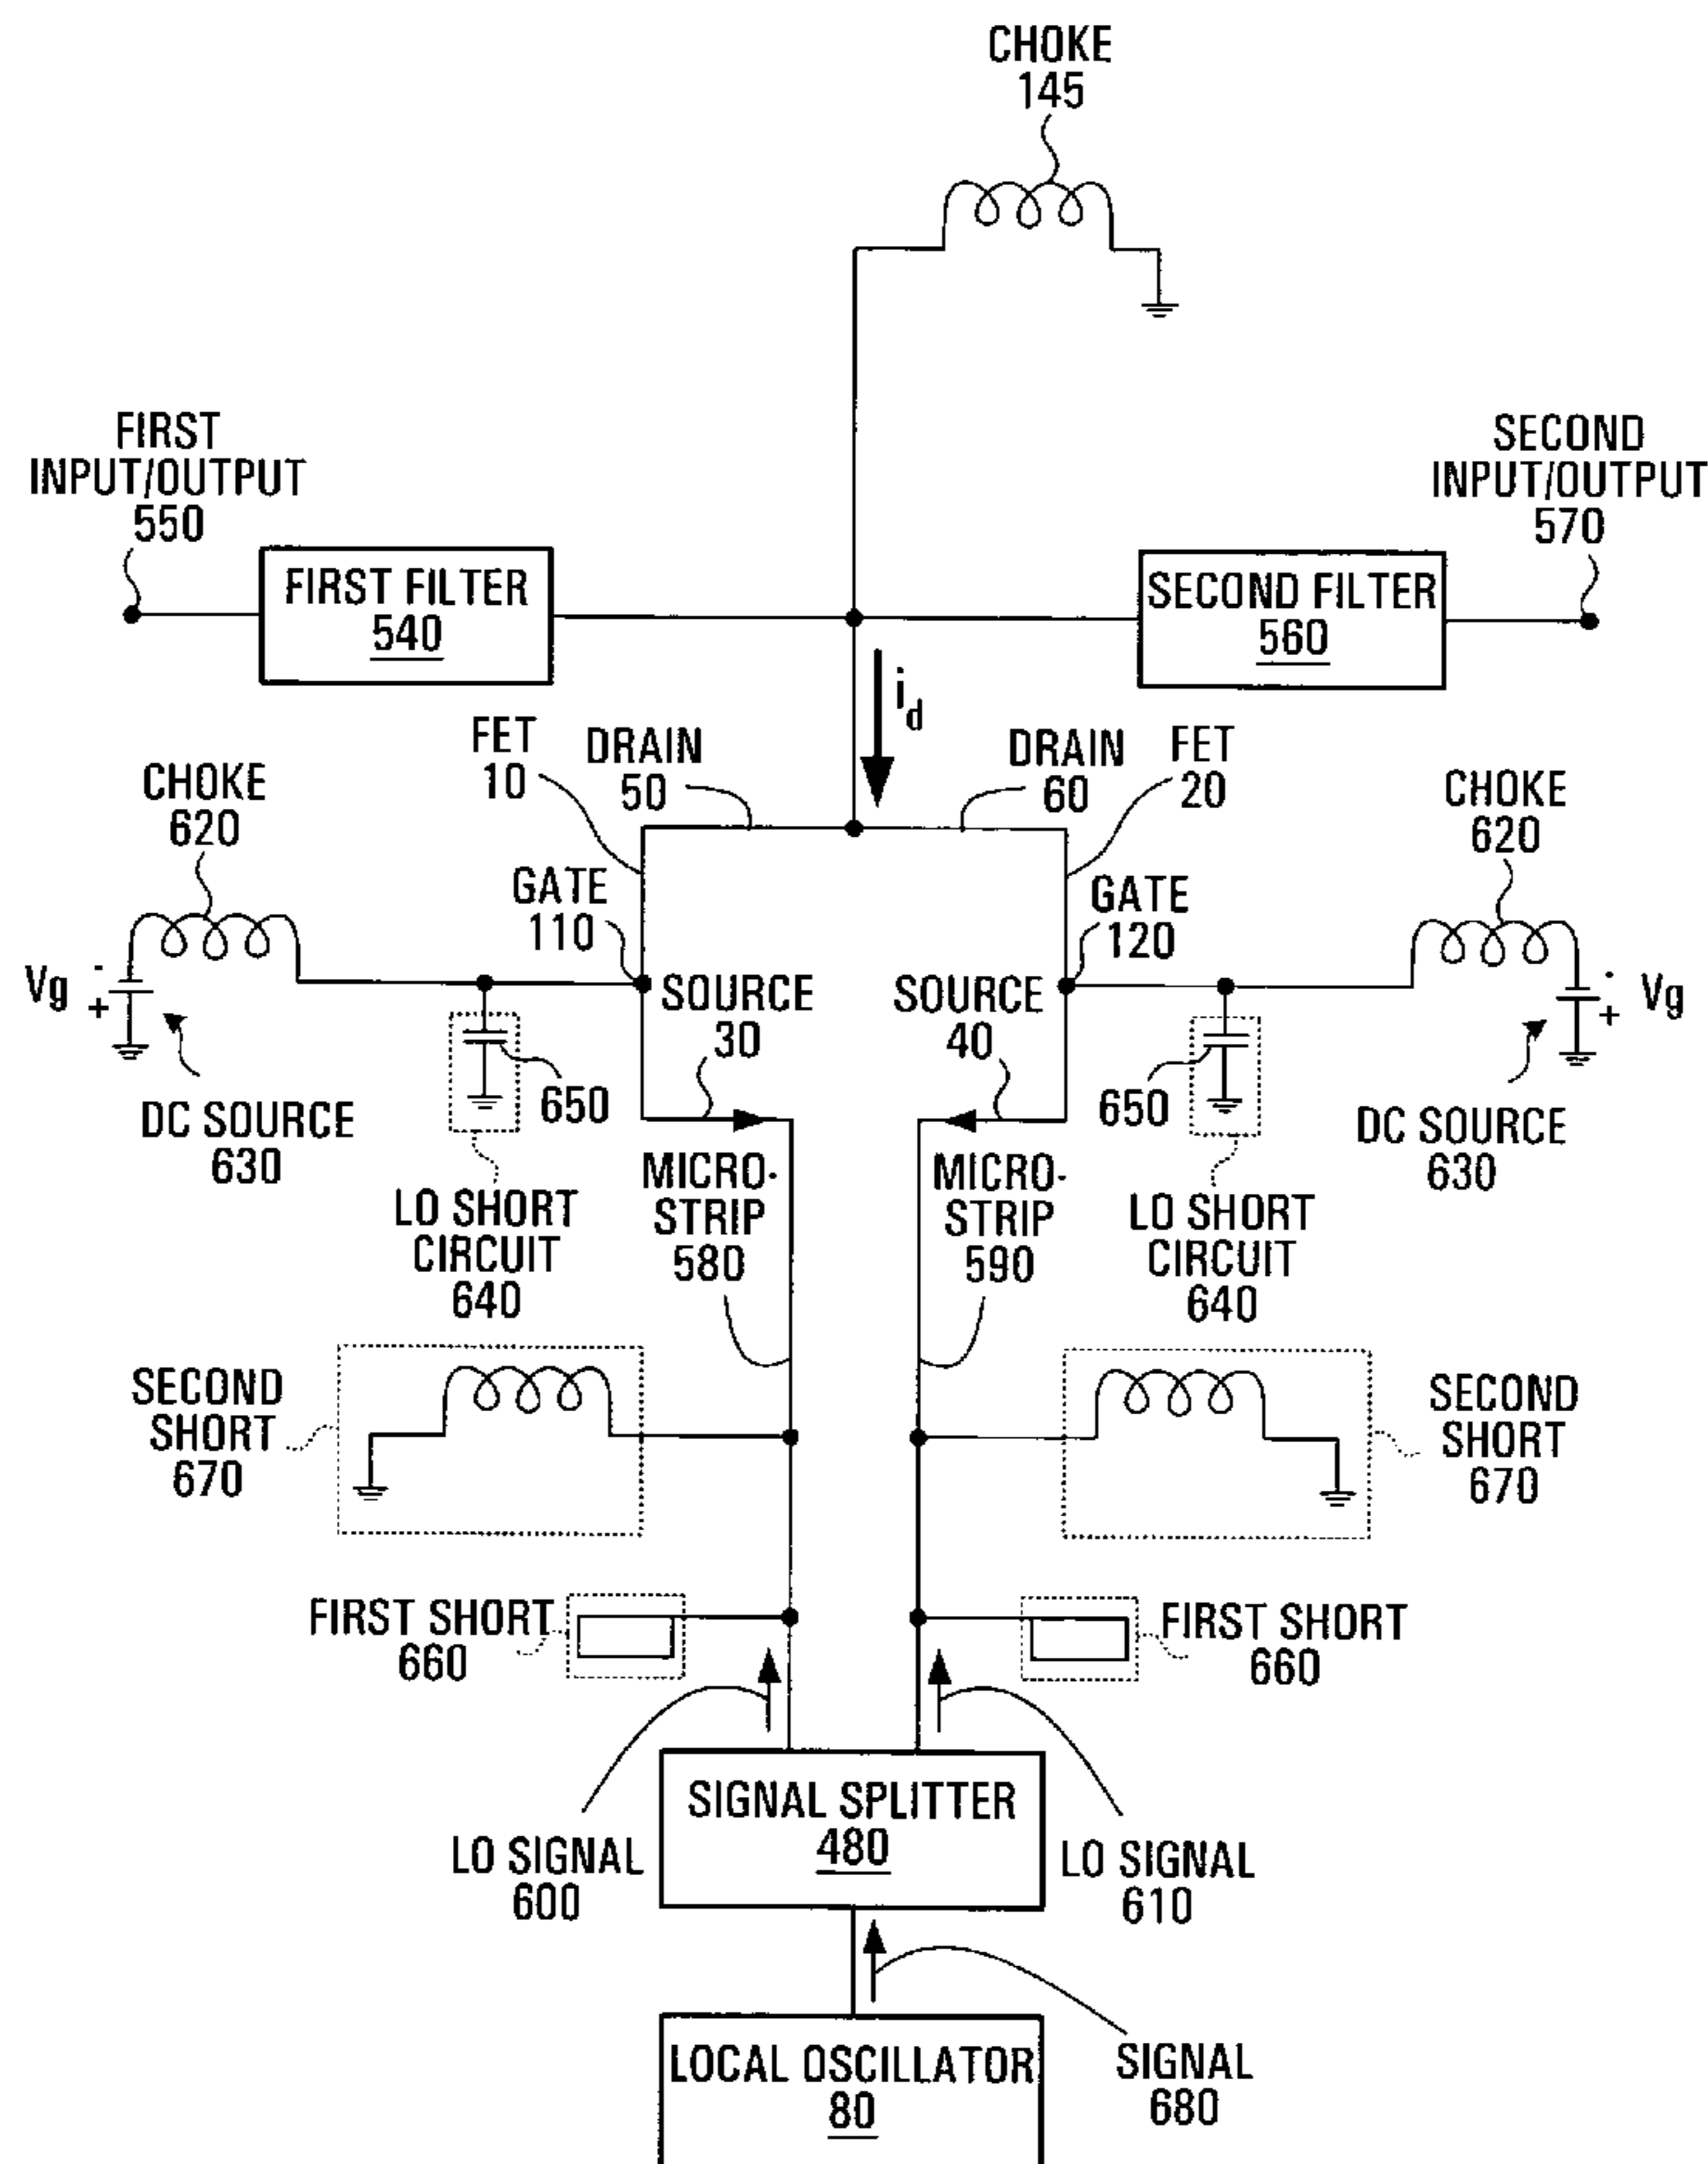 CHOKE
145
FIRST
INPUT/OUTPUT
550
SECOND
INPUT/OUTPUT
570
FIRST FILTER
540
SECOND FILTER
560
id
FET
10
DRAIN
50
DRAIN
60
FET
20
CHOKE
620
CHOKE
620
GATE
110
GATE
120
Vg
-
+
SOURCE
30
SOURCE
40
-
+
Vg
650
650
DC SOURCE
630
DC SOURCE
630
LO SHORT
CIRCUIT
640
MICRO-
STRIP
580
MICRO-
STRIP
590
LO SHORT
CIRCUIT
640
SECOND
SHORT
670
SECOND
SHORT
670
FIRST SHORT
660
FIRST SHORT
660
SIGNAL SPLITTER
480
LO SIGNAL
600
LO SIGNAL
610
LOCAL OSCILLATOR
80
SIGNAL
680